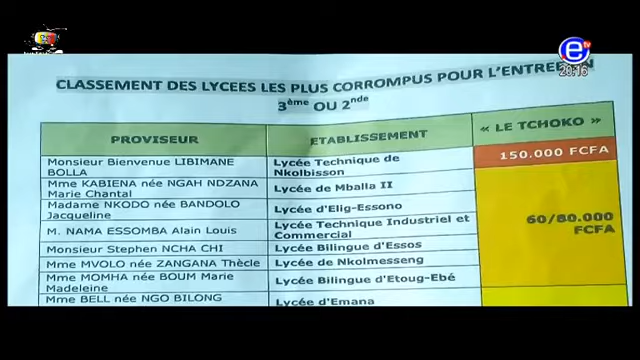 20:16
CLASSEMENT DES LYCEES LES PLUS CORROMPUS POUR L'ENTREE EN
3ème OU 2nde
PROVISEUR
ETABLISSEMENT
« LE TCHOKO »
Monsieur Bienvenue LIBIMANE
BOLLA
Lycée Technique de
Nkolbisson
150.000 FCFA
Mme KABIENA née NGAH NDZANA
Marie Chantal
Lycée de Mballa II
Madame NKODO née BANDOLO
Jacqueline
Lycée d'Elig-Essono
M. NAMA ESSOMBA Alain Louis
Lycée Technique Industriel et
Commercial
60/80.000
FCFA
Monsieur Stephen NCHA CHI
Lycée Bilingue d'Essos
Mme MVOLO née ZANGANA Thècle
Lycée de Nkolmesseng
Mme MOMHA née BOUM Marie
Madeleine
Lycée Bilingue d'Etoug-Ebé
Mme BELL née NGO BILONG
Lycée d'Emana